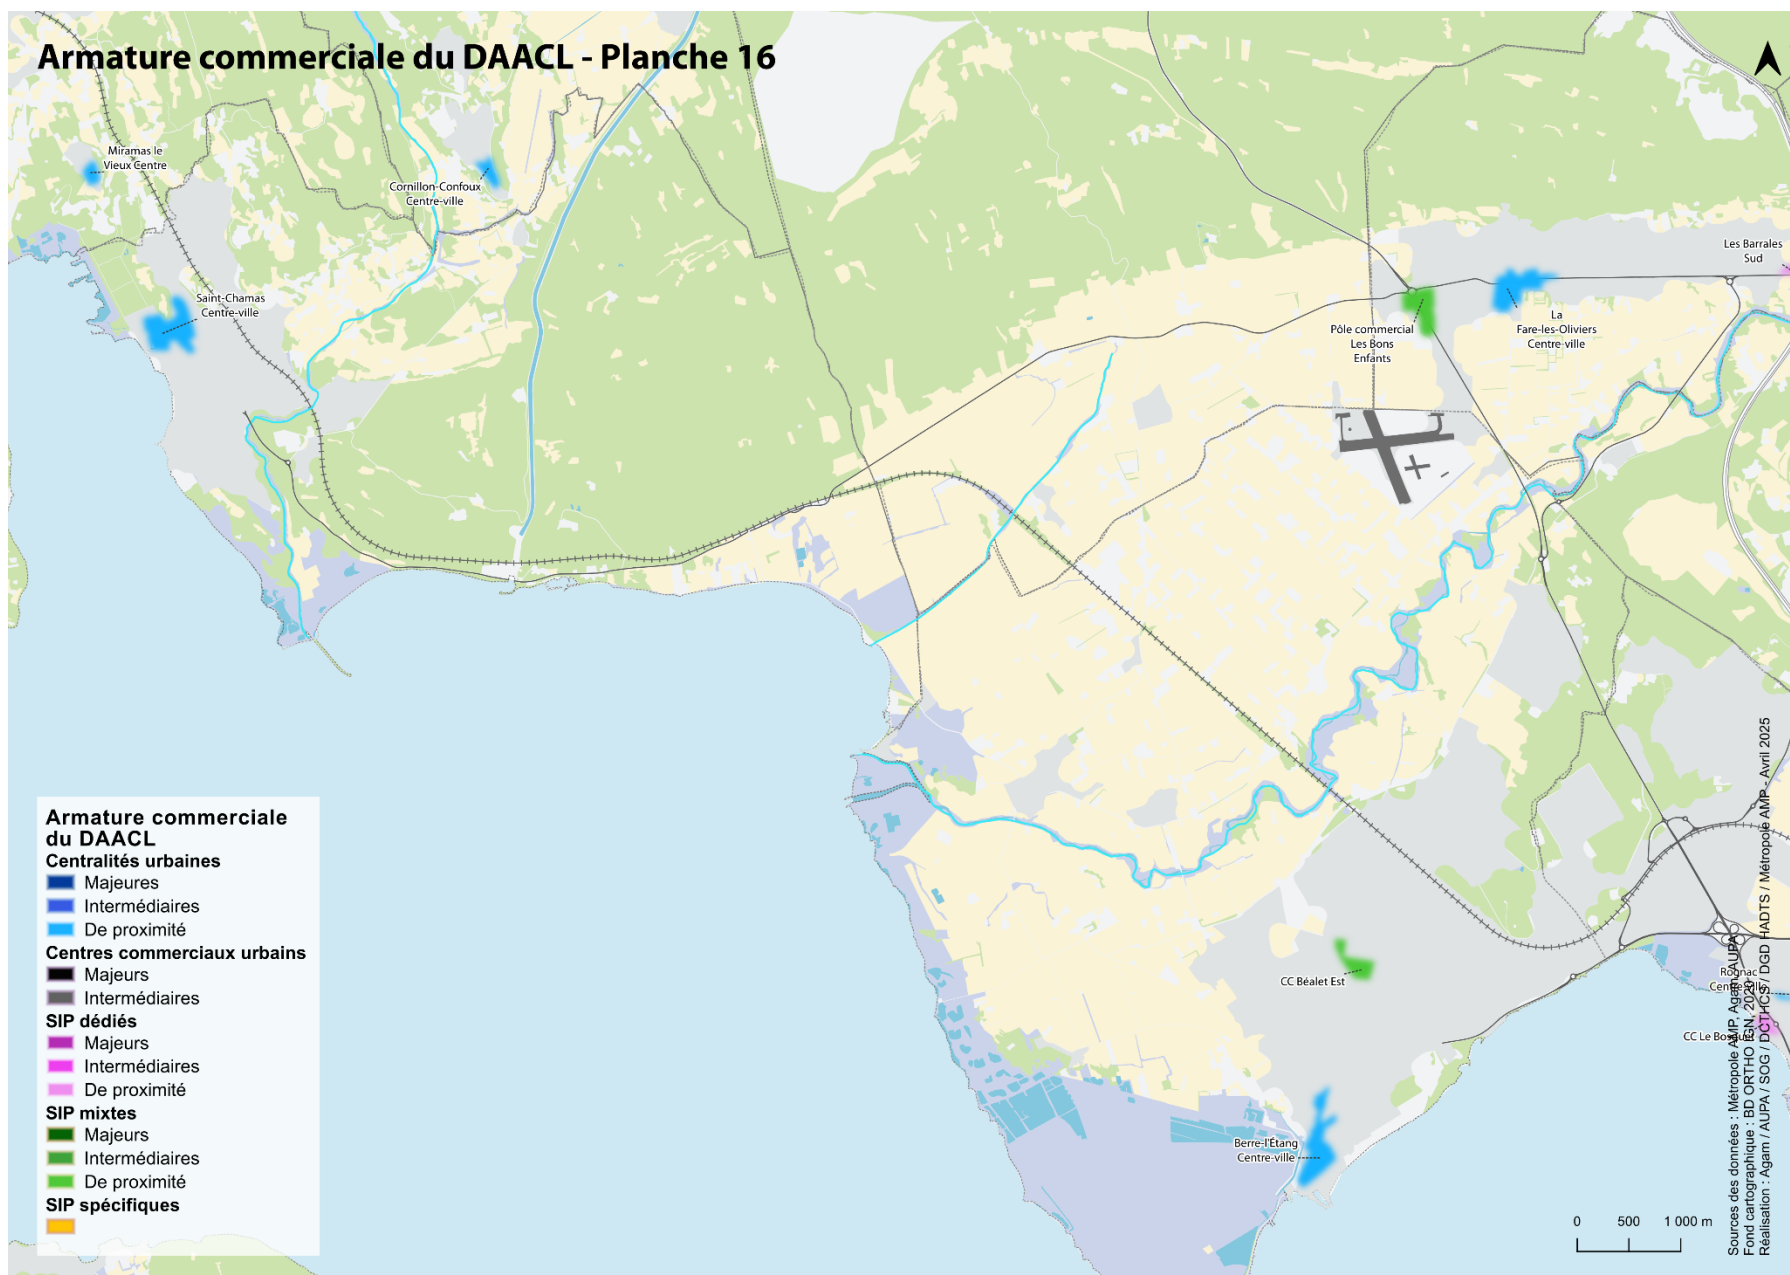 Armature commerciale du DAACL - Planche 16
Miramas le
Vieux Centre
Cornillon-Confoux
Centre-ville
Saint-Chamas
Centre-ville
Les Barrales
Sud
Pôle commercial
Les Bons
Enfants
La
Fare-les-Oliviers
Centre-ville
CC Béalet Est
Rognac
Centre-ville
CC Le Bosquet
Berre-l'Étang
Centre-ville
Armature commerciale
du DAACL
Centralités urbaines
Majeures
Intermédiaires
De proximité
Centres commerciaux urbains
Majeurs
Intermédiaires
SIP dédiés
Majeurs
Intermédiaires
De proximité
SIP mixtes
Majeurs
Intermédiaires
De proximité
SIP spécifiques
0 500 1 000 m
Sources des données : Métropole AMP, Agam, AUPA
Fond cartographique : BD ORTHO IGN, 2020
Réalisation : Agam / AUPA / SOG / DCTHCS / DGD HADTS / Métropole AMP - Avril 2025